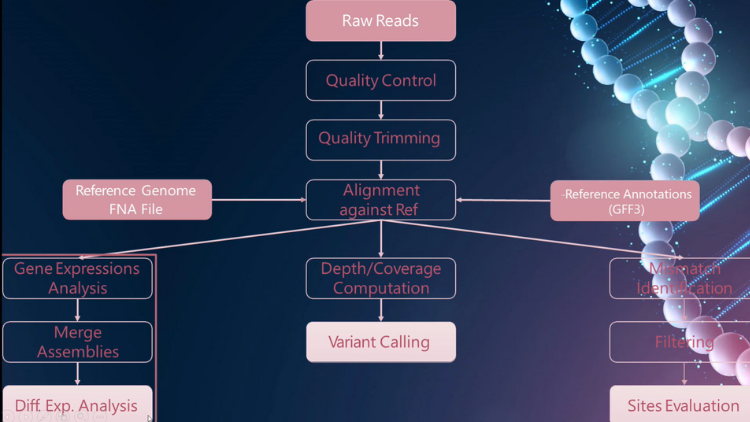 Raw Reads
Quality Control
Quality Trimming
Reference Genome
FNA File
Alignment
against Ref
-Reference Annotations
(GFF3)
Gene Expressions
Analysis
Depth/Coverage
Computation
Mismatch
Identification
Merge
Assemblies
Variant Calling
Filtering
Diff. Exp. Analysis
Sites Evaluation